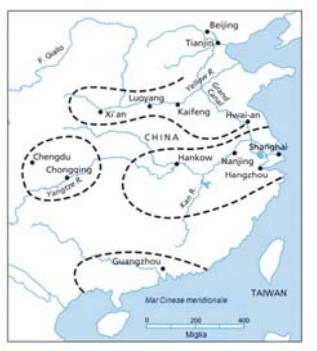 Beijing
Tianjin
F. Giallo
Yellow R.
Grand
Canal
Luoyang
Xi'an
Kaifeng
Hwai-an
CHINA
Shanghai
Chengdu
Chongqing
Hankow
Nanjing
Hangzhou
Yangtze R.
Kan R.
Guangzhou
TAIWAN
Mar Cinese meridionale
0 200 400
Miglia